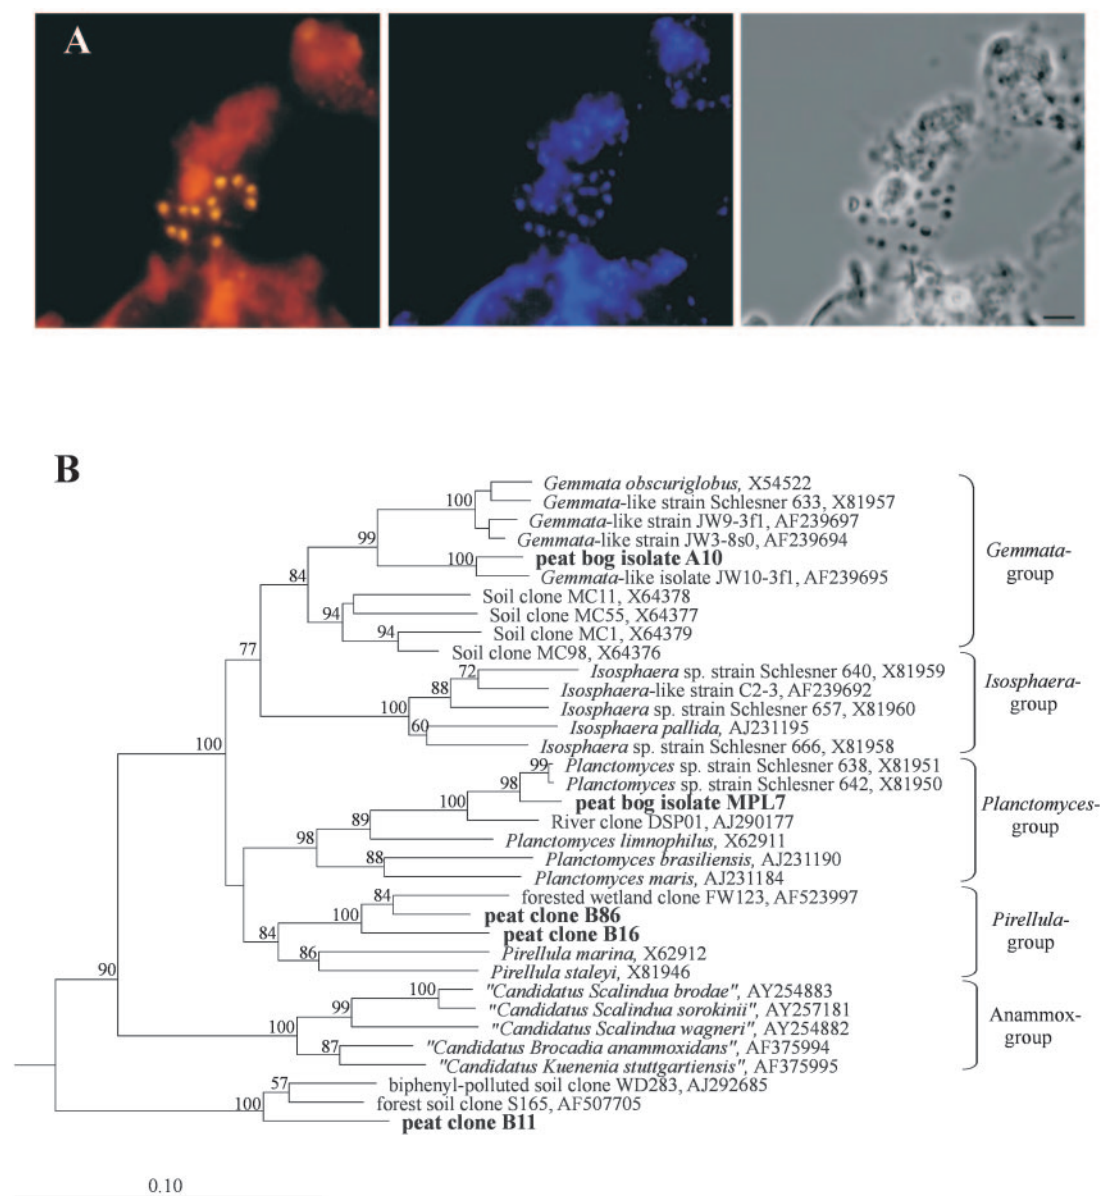 A
B
Gemmata obscuriglobus, X54522
100
Gemmata-like strain Schlesner 633, X81957
Gemmata-like strain JW9-3f1, AF239697
99
Gemmata-like strain JW3-8s0, AF239694
100
peat bog isolate A10
Gemmata-like isolate JW10-3f1, AF239695
Gemmata-
group
84
Soil clone MC11, X64378
94
Soil clone MC55, X64377
94
Soil clone MC1, X64379
77
Soil clone MC98, X64376
72
Isosphaera sp. strain Schlesner 640, X81959
88
Isosphaera-like strain C2-3, AF239692
100
Isosphaera sp. strain Schlesner 657, X81960
60
Isosphaera pallida, AJ231195
Isosphaera sp. strain Schlesner 666, X81958
Isosphaera-
group
100
99
Planctomyces sp. strain Schlesner 638, X81951
98
Planctomyces sp. strain Schlesner 642, X81950
100
peat bog isolate MPL7
89
River clone DSP01, AJ290177
98
Planctomyces limnophilus, X62911
88
Planctomyces brasiliensis, AJ231190
Planctomyces maris, AJ231184
Planctomyces-
group
84
forested wetland clone FW123, AF523997
100
peat clone B86
84
peat clone B16
86
Pirellula marina, X62912
Pirellula staleyi, X81946
Pirellula-
group
90
100
"Candidatus Scalindua brodae", AY254883
99
"Candidatus Scalindua sorokinii", AY257181
100
"Candidatus Scalindua wagneri", AY254882
87
"Candidatus Brocadia anammoxidans", AF375994
"Candidatus Kuenenia stuttgartiensis", AF375995
Anammox-
group
57
biphenyl-polluted soil clone WD283, AJ292685
100
forest soil clone S165, AF507705
peat clone B11
0.10